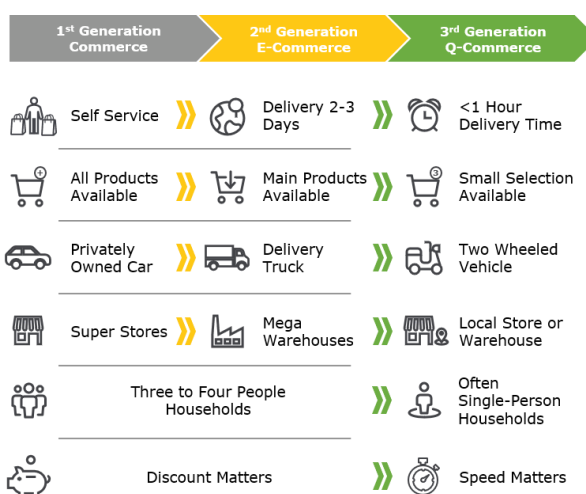 1st Generation
Commerce
2nd Generation
E-Commerce
3rd Generation
Q-Commerce
Self Service
Delivery 2-3
Days
<1 Hour
Delivery Time
+
All Products
Available
Main Products
Available
3
Small Selection
Available
Privately
Owned Car
Delivery
Truck
Two Wheeled
Vehicle
Super Stores
Mega
Warehouses
Local Store or
Warehouse
Three to Four People
Households
Often
Single-Person
Households
Discount Matters
Speed Matters